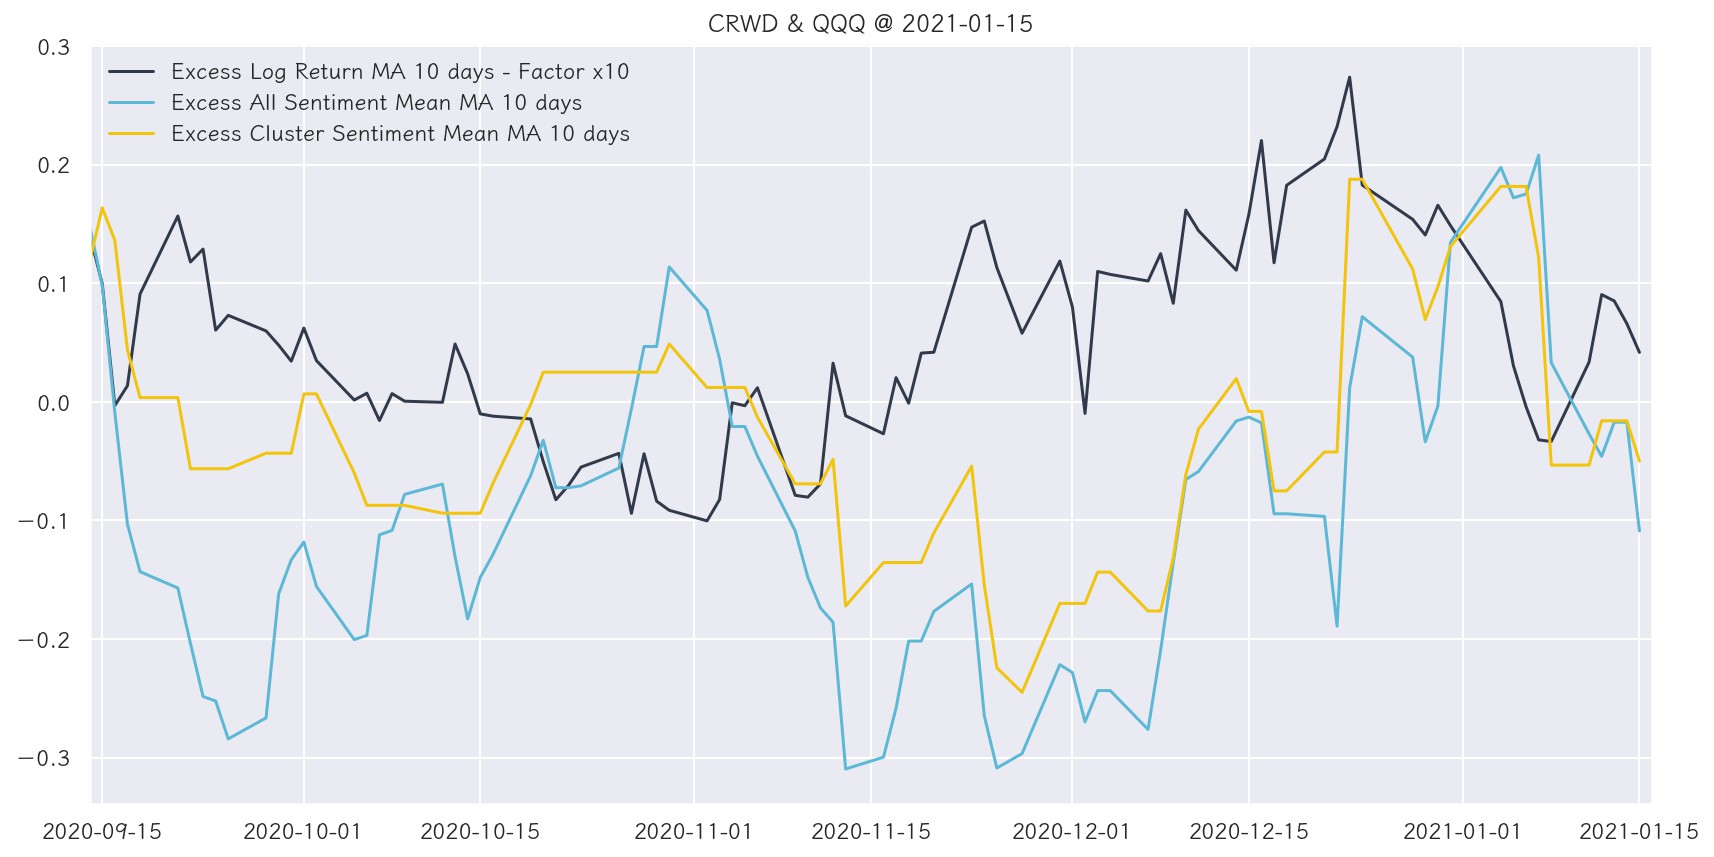 CRWD & QQQ @ 2021-01-15
0.3
Excess Log Return MA 10 days - Factor x10
Excess All Sentiment Mean MA 10 days
Excess Cluster Sentiment Mean MA 10 days
0.2
0.1
0.0
−0.1
−0.2
−0.3
2020-09-15 2020-10-01 2020-10-15 2020-11-01 2020-11-15 2020-12-01 2020-12-15 2021-01-01 2021-01-15